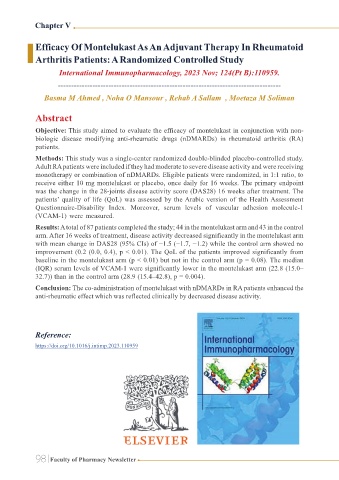 Chapter V
Efficacy Of Montelukast As An Adjuvant Therapy In Rheumatoid
Arthritis Patients: A Randomized Controlled Study
International Immunopharmacology, 2023 Nov; 124(Pt B):110959.
Basma M Ahmed , Noha O Mansour , Rehab A Sallam , Moetaza M Soliman
Abstract
Objective: This study aimed to evaluate the efficacy of montelukast in conjunction with non-
biologic disease modifying anti-rheumatic drugs (nDMARDs) in rheumatoid arthritis (RA)
patients.
Methods: This study was a single-center randomized double-blinded placebo-controlled study.
Adult RA patients were included if they had moderate to severe disease activity and were receiving
monotherapy or combination of nDMARDs. Eligible patients were randomized, in 1:1 ratio, to
receive either 10 mg montelukast or placebo, once daily for 16 weeks. The primary endpoint
was the change in the 28-joints disease activity score (DAS28) 16 weeks after treatment. The
patients' quality of life (QoL) was assessed by the Arabic version of the Health Assessment
Questionnaire-Disability Index. Moreover, serum levels of vascular adhesion molecule-1
(VCAM-1) were measured.
Results: A total of 87 patients completed the study; 44 in the montelukast arm and 43 in the control
arm. After 16 weeks of treatment, disease activity decreased significantly in the montelukast arm
with mean change in DAS28 (95% CIs) of −1.5 (−1.7, −1.2) while the control arm showed no
improvement (0.2 (0.0, 0.4), p < 0.01). The QoL of the patients improved significantly from
baseline in the montelukast arm (p < 0.01) but not in the control arm (p = 0.08). The median
(IQR) serum levels of VCAM-1 were significantly lower in the montelukast arm (22.8 (15.0–
32.7)) than in the control arm (28.9 (15.4–42.8), p = 0.004).
Conclusion: The co-administration of montelukast with nDMARDs in RA patients enhanced the
anti-rheumatic effect which was reflected clinically by decreased disease activity.
Reference:
https://doi.org/10.1016/j.intimp.2023.110959
International
Immunopharmacology
ELSEVIER
98 Faculty of Pharmacy Newsletter